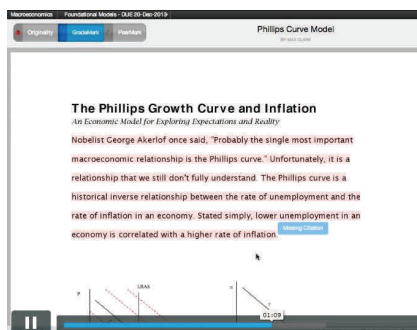 Macroeconomics Foundational Models - DUE 20-Dec-2013
Originality GradeMark PeerMark
Phillips Curve Model
The Phillips Growth Curve and Inflation
An Economic Model for Exploring Expectations and Reality
Nobelist George Akerlof once said, "Probably the single most important
macroeconomic relationship is the Phillips curve." Unfortunately, it is a
relationship that we still don't fully understand. The Phillips curve is a
historical inverse relationship between the rate of unemployment and the
rate of inflation in an economy. Stated simply, lower unemployment in an
economy is correlated with a higher rate of inflation.
Missing Citation
P
LRAS
π
01:09